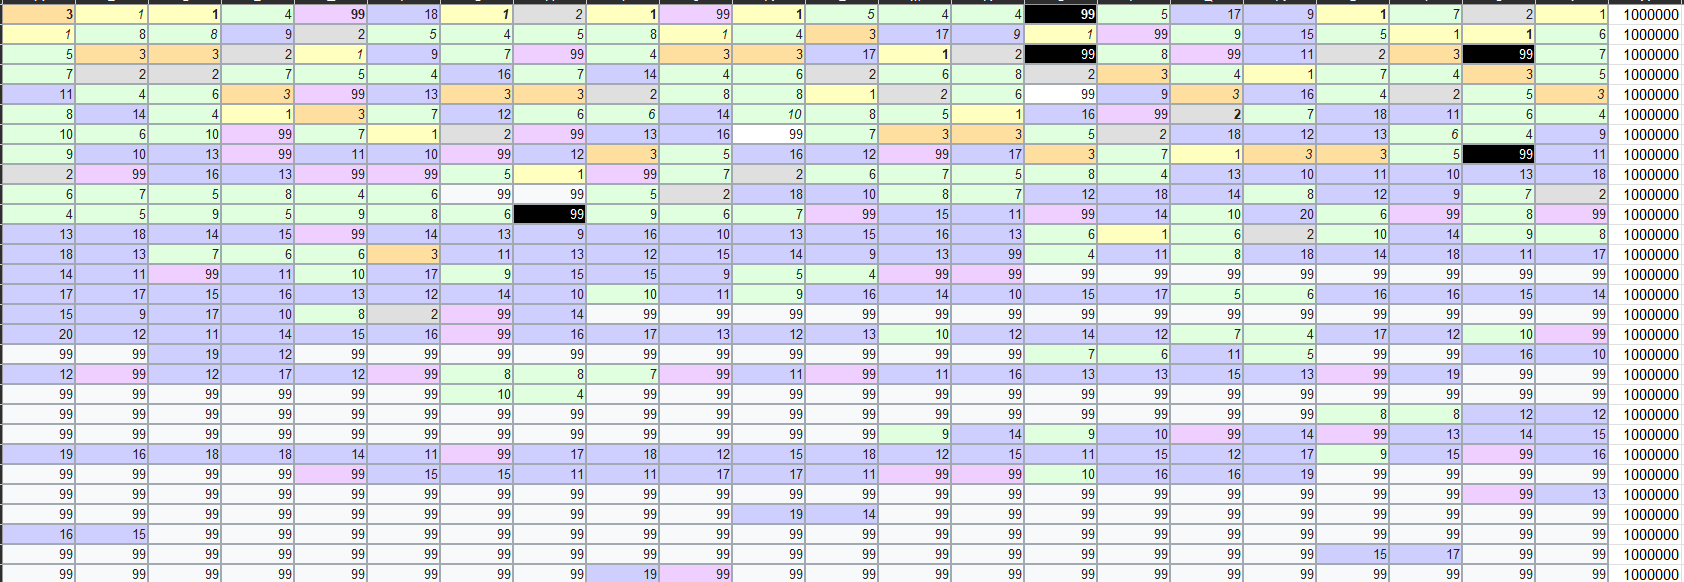 3 1 1 4 99 18 1 2 1 99 99 1 5 4 4 99 5 17 9 1 7 2 1 1000000
1 8 8 9 2 5 4 5 8 1 4 3 17 9 1 99 9 15 5 1 1 6 1000000
5 3 3 2 1 9 7 99 4 3 3 17 1 2 99 8 99 11 2 3 99 7 1000000
7 2 2 7 5 4 16 7 14 4 6 2 6 8 2 3 4 1 7 4 3 5 1000000
11 4 6 3 99 13 3 3 2 8 8 1 2 6 99 9 3 16 4 2 5 3 1000000
8 14 4 1 3 7 12 6 6 14 10 8 5 1 16 99 2 7 18 11 6 4 1000000
10 6 10 99 7 1 2 99 13 16 99 7 3 3 5 2 18 12 13 6 4 9 1000000
9 10 13 99 11 10 99 12 3 5 16 12 99 17 3 7 1 3 3 5 99 11 1000000
2 99 16 13 99 99 5 1 99 7 2 6 7 5 8 4 13 10 11 10 13 18 1000000
6 7 5 8 4 6 99 99 5 2 18 10 8 7 12 18 14 8 12 9 7 2 1000000
4 5 9 5 9 8 6 99 9 6 7 99 15 11 99 14 10 20 6 99 8 99 1000000
13 18 14 15 99 14 13 9 16 10 13 15 16 13 6 1 6 2 10 14 9 8 1000000
18 13 7 6 6 3 11 13 12 15 14 9 13 99 4 11 8 18 14 18 11 17 1000000
14 11 99 11 10 17 9 15 15 9 5 4 99 99 99 99 99 99 99 99 99 99 1000000
17 17 15 16 13 12 14 10 10 11 9 16 14 10 15 17 5 6 16 16 15 14 1000000
15 9 17 10 8 2 99 14 99 99 99 99 99 99 99 99 99 99 99 99 99 99 1000000
20 12 11 14 15 16 99 16 17 13 12 13 10 12 14 12 7 4 17 12 10 99 1000000
99 99 19 12 99 99 99 99 99 99 99 99 99 99 7 6 11 5 99 99 16 10 1000000
12 99 12 17 12 99 8 8 7 99 11 99 11 16 13 13 15 13 99 19 99 99 1000000
99 99 99 99 99 99 10 4 99 99 99 99 99 99 99 99 99 99 99 99 99 99 1000000
99 99 99 99 99 99 99 99 99 99 99 99 99 99 99 99 99 99 8 8 12 12 1000000
99 99 99 99 99 99 99 99 99 99 99 99 9 14 9 10 99 14 99 13 14 15 1000000
19 16 18 18 14 11 99 17 18 12 15 18 12 15 11 15 12 17 9 15 99 16 1000000
99 99 99 99 99 15 15 11 11 17 17 11 99 99 10 16 16 19 99 99 99 99 1000000
99 99 99 99 99 99 99 99 99 99 99 99 99 99 99 99 99 99 99 99 99 13 1000000
99 99 99 99 99 99 99 99 99 99 19 14 99 99 99 99 99 99 99 99 99 99 1000000
16 15 99 99 99 99 99 99 99 99 99 99 99 99 99 99 99 99 99 99 99 99 1000000
99 99 99 99 99 99 99 99 99 99 99 99 99 99 99 99 99 99 15 17 99 99 1000000
99 99 99 99 99 99 99 99 19 99 99 99 99 99 99 99 99 99 99 99 99 99 1000000